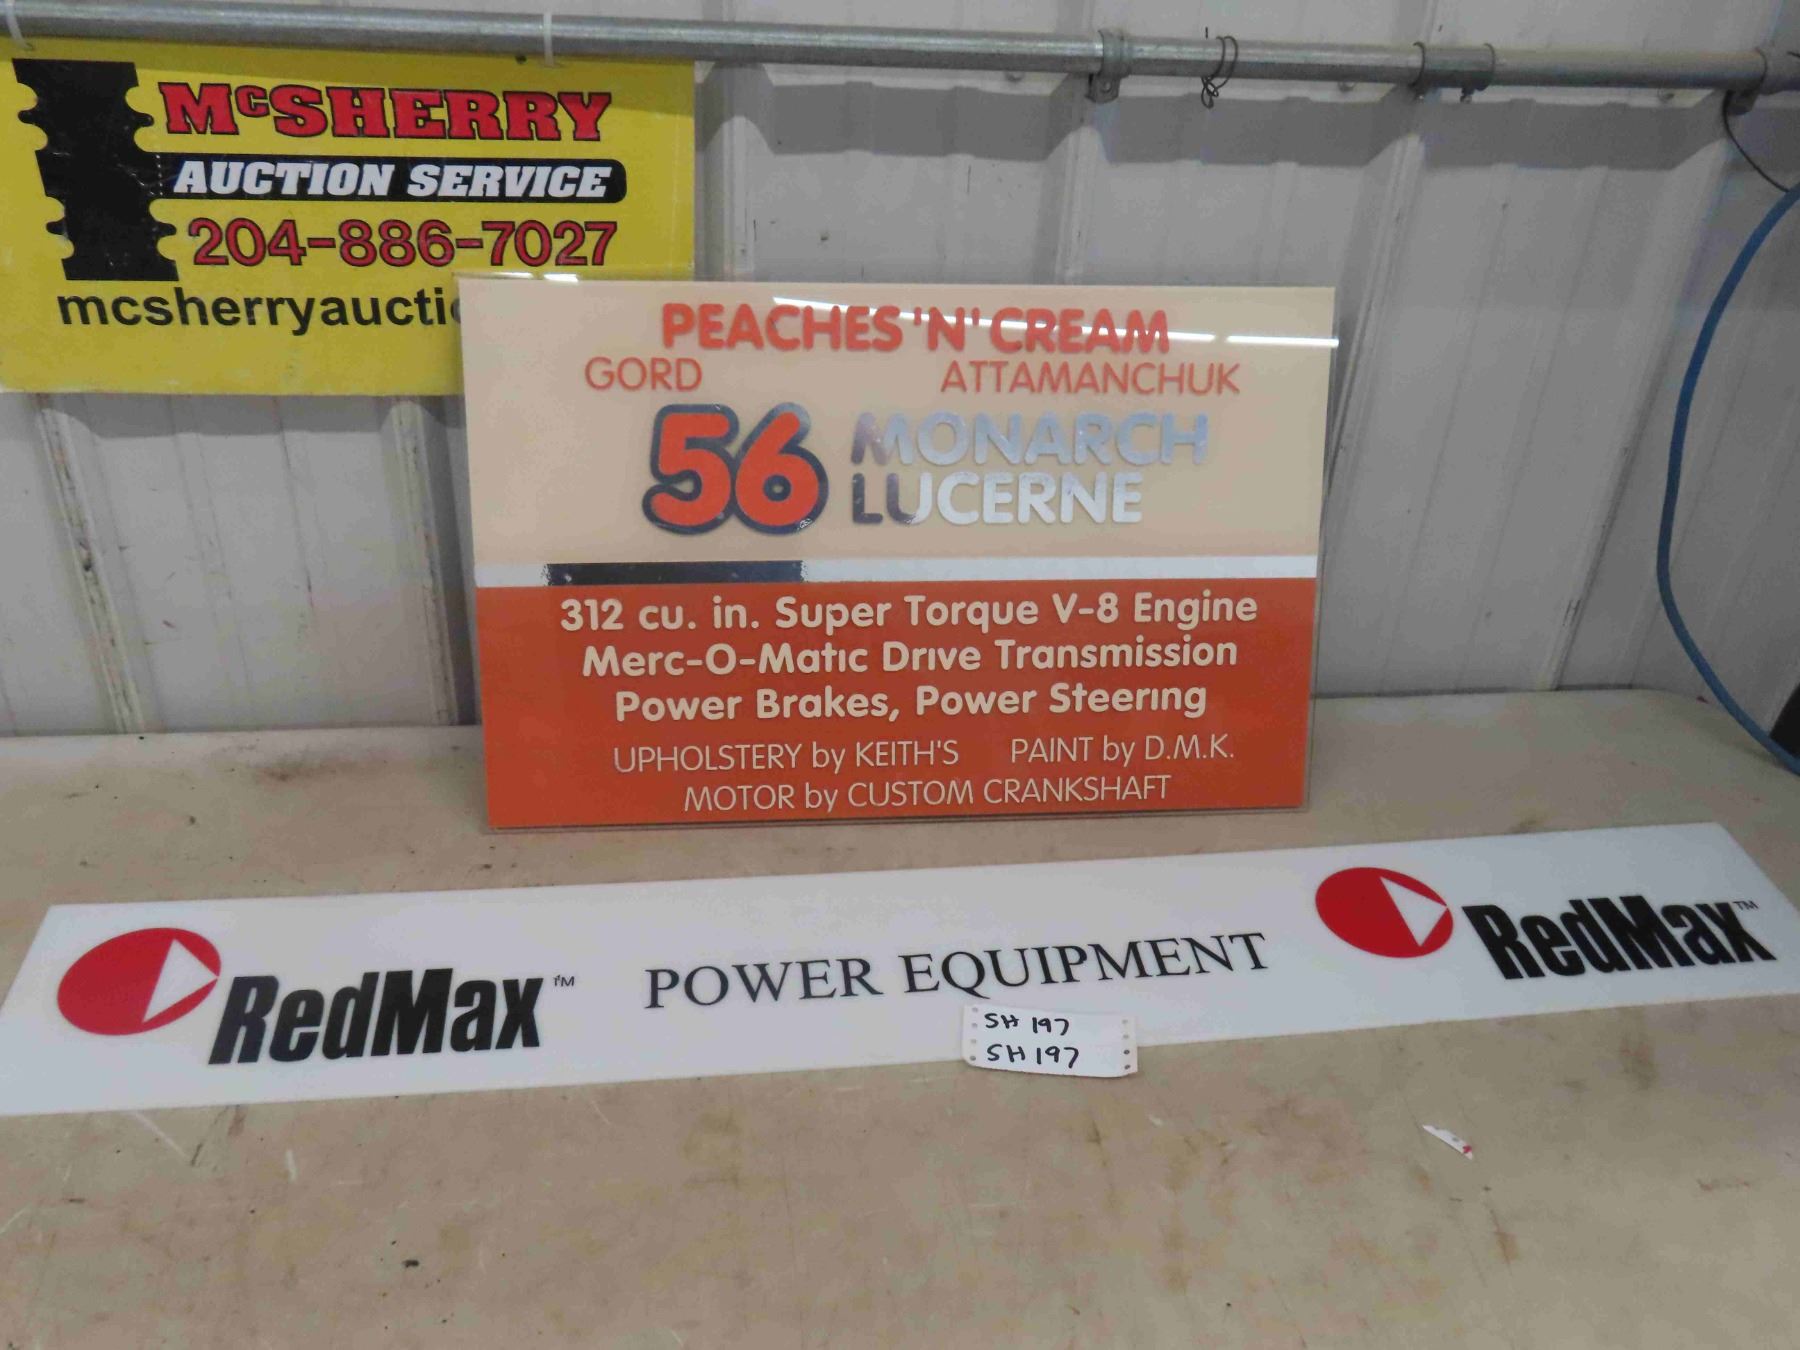 McSHERRY
AUCTION SERVICE
204-886-7027
mcsherryauctio
PEACHES 'N' CREAM
GORD ATTAMANCHUK
56 MONARCH
LUCERNE
312 cu. in. Super Torque V-8 Engine
Merc-O-Matic Drive Transmission
Power Brakes, Power Steering
UPHOLSTERY by KEITH'S PAINT by D.M.K.
MOTOR by CUSTOM CRANKSHAFT
RedMax™ POWER EQUIPMENT RedMax™
SH 197
SH 197